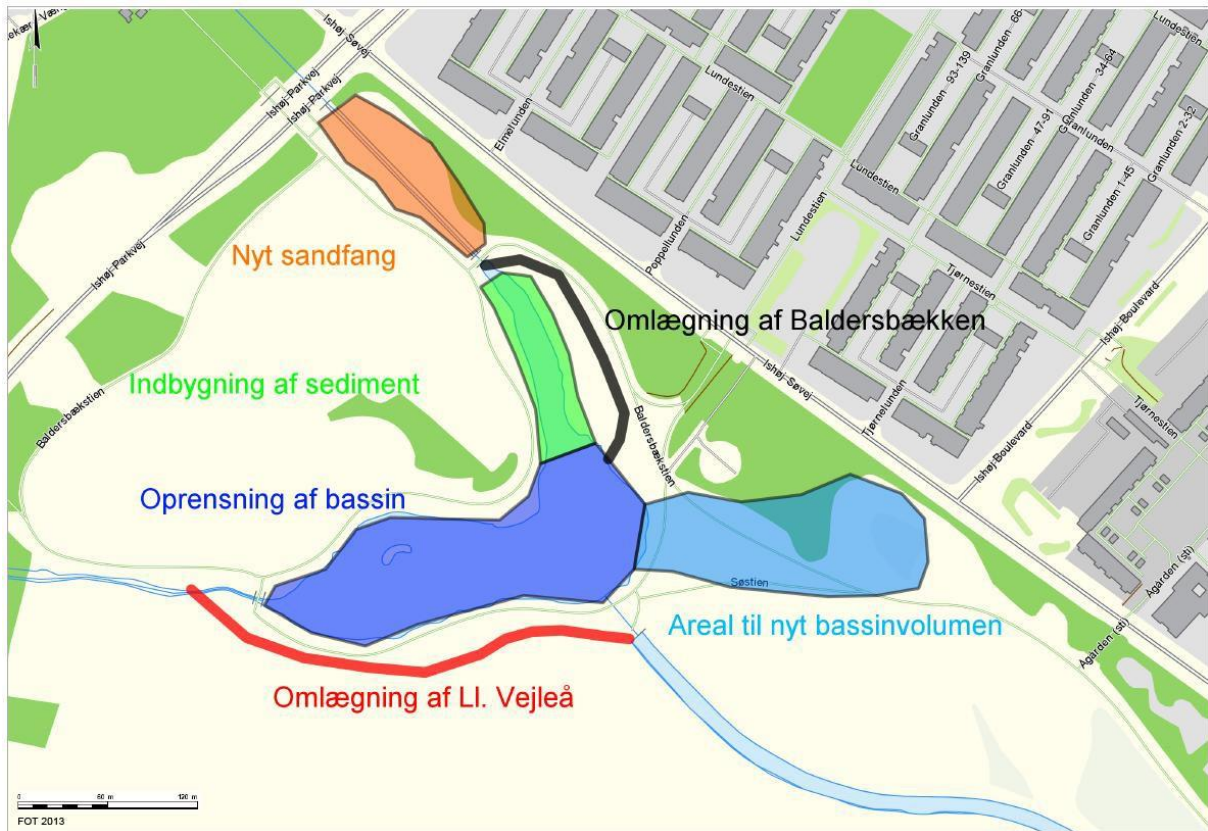 Ishøj Søvej
Ishøj Parkvej
Ishøj Parkvej
Elmelunden
Lundestien
Lundestien
Granlunden 93-139
Granlunden 66-
Granlunden 34-64
Granlunden 47-91
Granlunden
Granlunden 2-32
Granlunden 1-45
Lundestien
Lundestien
Poppellunden
Tjørnestien
Ishøj Parkvej
Nyt sandfang
Omlægning af Baldersbækken
Ishøj Boulevard
Ishøj Søvej
Indbygning af sediment
Baldersbækstien
Baldersbækstien
Tjørnelunden
Tjørnestien
Ishøj Boulevard
Oprensning af bassin
Søstien
Areal til nyt bassinvolumen
Agården (sti)
Agården (sti)
Omlægning af Ll. Vejleå
0 60 m 120 m
FOT 2013